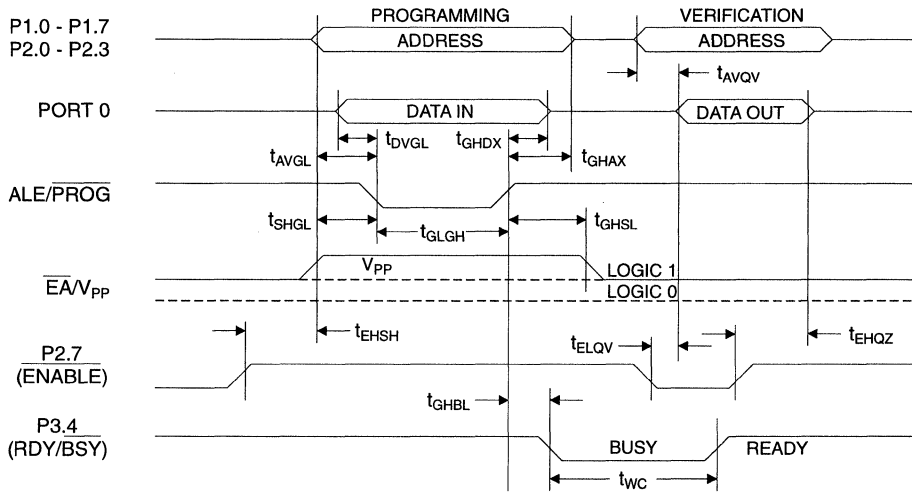 PROGRAMMING VERIFICATION
P1.0 - P1.7
P2.0 - P2.3
ADDRESS ADDRESS
tAVQV
PORT 0 DATA IN DATA OUT
tDVGL tGHDX
tAVGL tGHAX
ALE/PROG
tSHGL tGLGH tGHSL
VPP LOGIC 1
EA/VPP
LOGIC 0
tEHSH tELQV tEHQZ
P2.7
(ENABLE)
tGHBL
P3.4
(RDY/BSY) BUSY READY
tWC